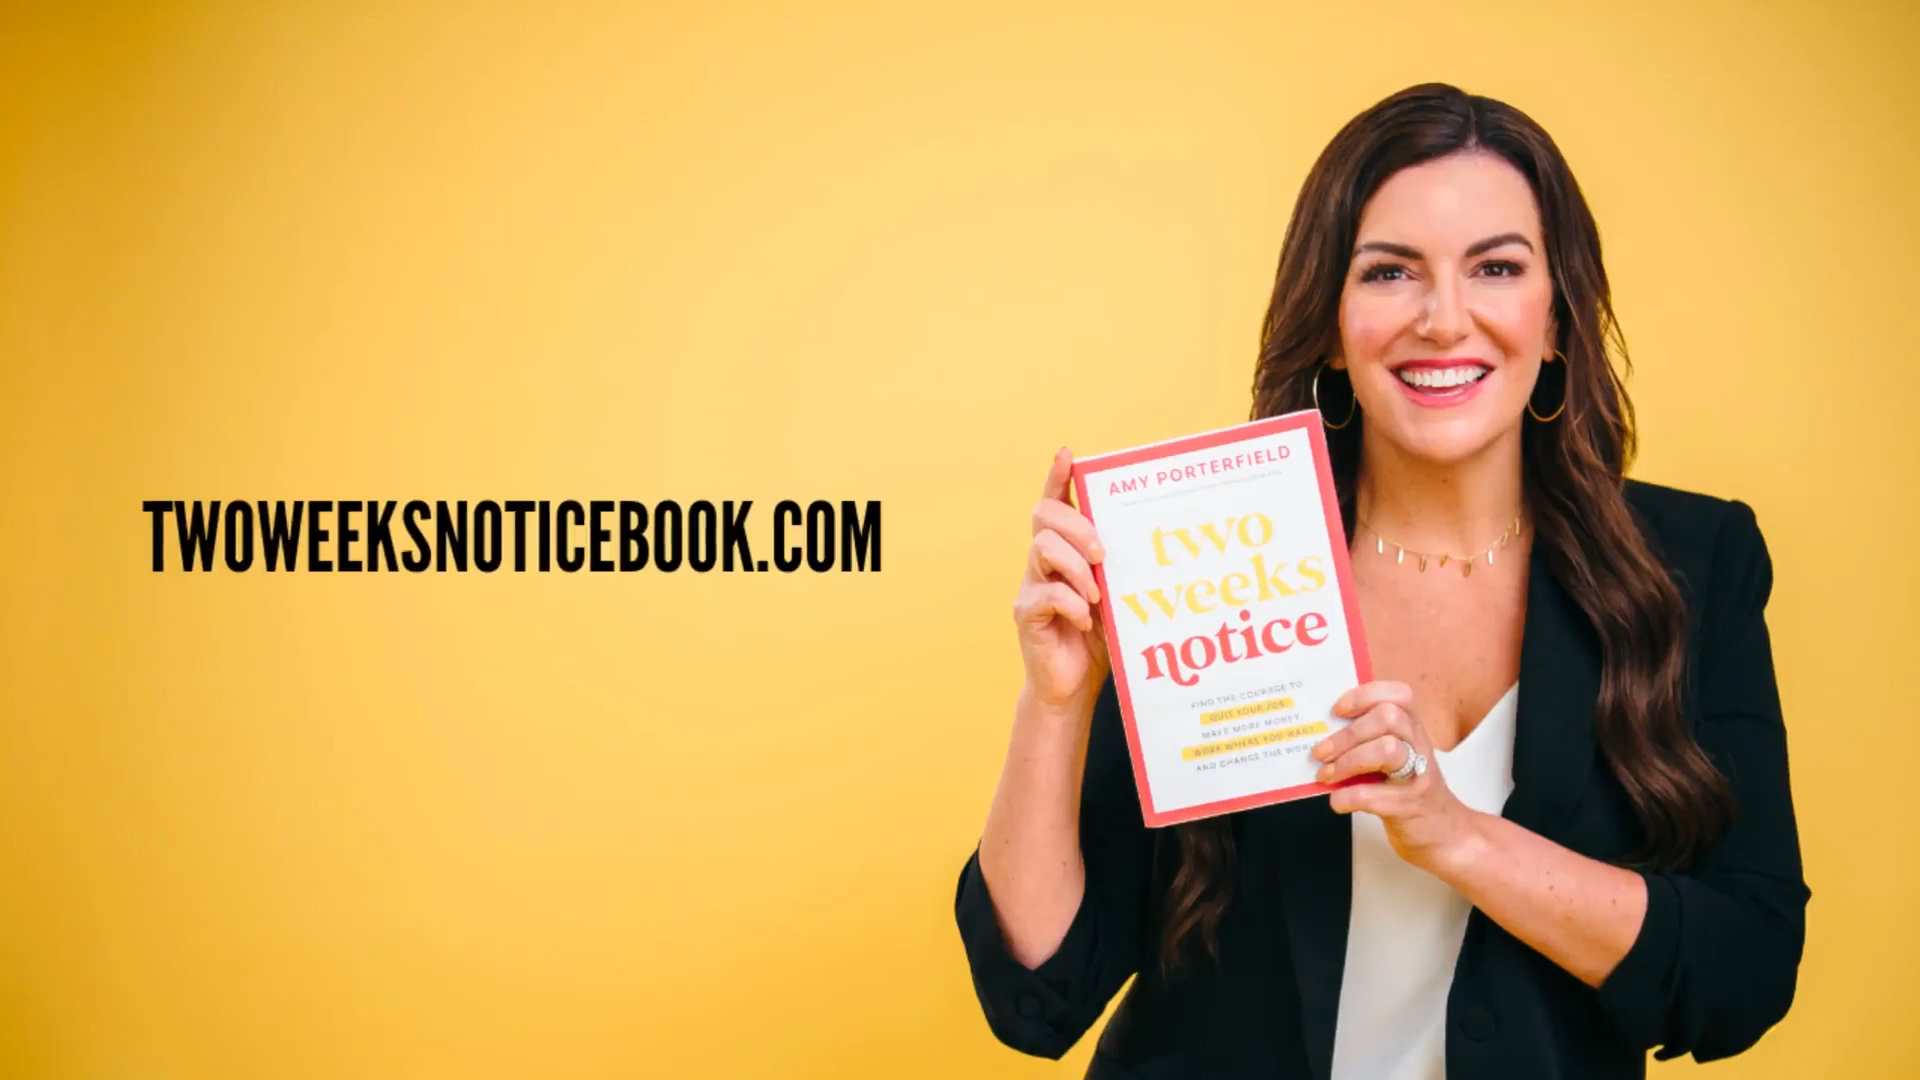 TWOWEEKSNOTICEBOOK.COM
AMY PORTERFIELD
two
weeks
notice
FIND THE COURAGE TO
QUIT YOUR JOB
MAKE MORE MONEY,
WORK WHERE YOU WANT
AND CHANGE THE WORLD